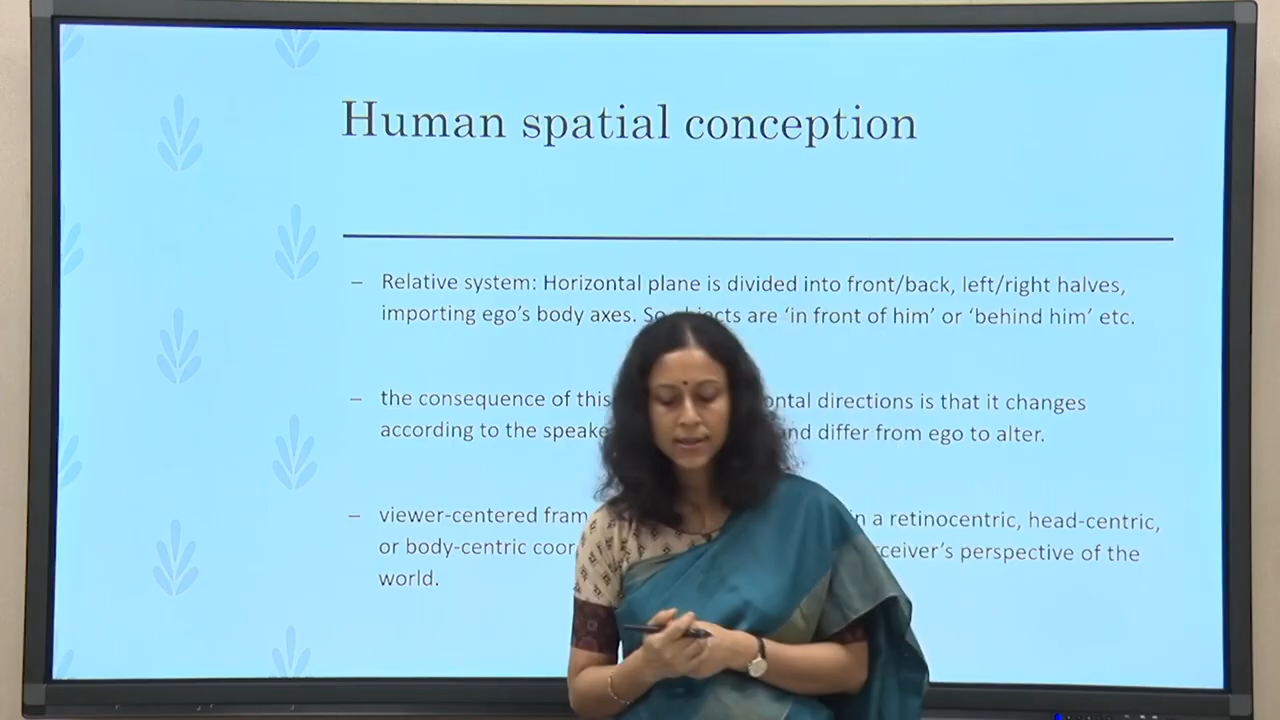 Human spatial conception
– Relative system: Horizontal plane is divided into front/back, left/right halves,
importing ego's body axes. So objects are 'in front of him' or 'behind him' etc.
– the consequence of this ontal directions is that it changes
according to the speake and differ from ego to alter.
– viewer-centered fram in a retinocentric, head-centric,
or body-centric coor rceiver's perspective of the
world.